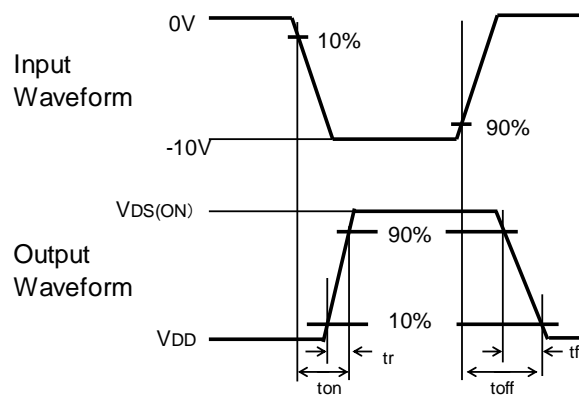 0V
10%
Input
Waveform
90%
-10V
VDS(ON)
90%
Output
Waveform
10%
VDD
tr
tf
ton
toff